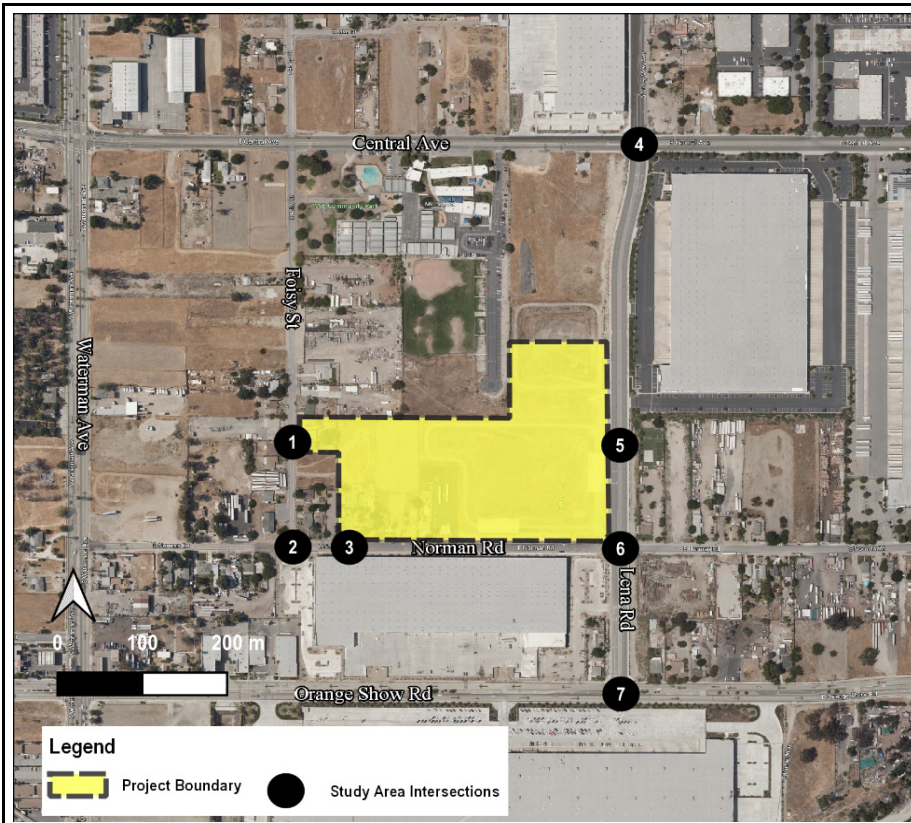 Central Ave
4
Foisy St
Waterman Ave
1
5
2
3
Norman Rd
6
Lena Rd
0 100 200 m
Orange Show Rd
7
Legend
Project Boundary
Study Area Intersections